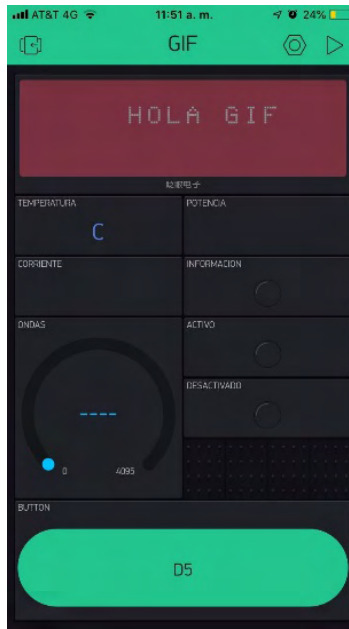 AT&T 4G 11:51 a. m. 24%
GIF
HOLA GIF
TEMPERATURA
POTENCIA
C
CORRIENTE
INFORMACION
ONDAS
ACTIVO
DESACTIVADO
----
0 4095
BUTTON
D5